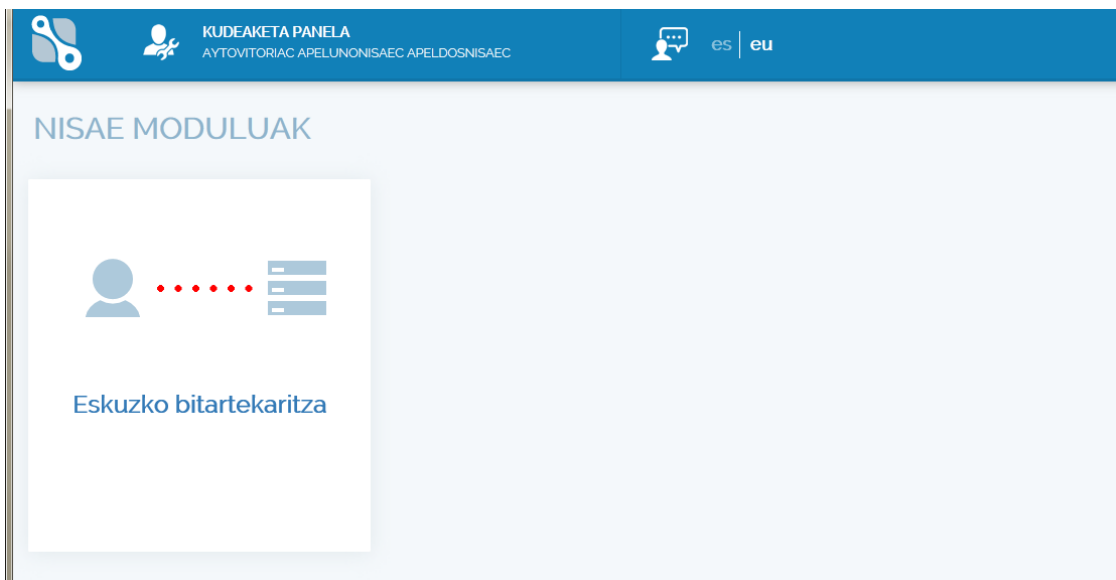 KUDEAKETA PANELA
AYTOVITORIAC APELUNONISAEC APELDOSNISAEC
es | eu
NISAE MODULUAK
Eskuzko bitartekaritza